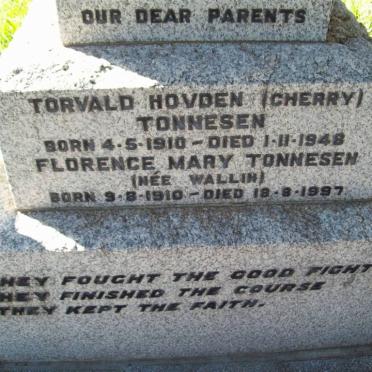 OUR DEAR PARENTS
TORVALD HOVDEN (CHERRY)
TONNESEN
BORN 4-5-1910 - DIED 1-11-1948
FLORENCE MARY TONNESEN
(NÉE WALLIN)
BORN 9-8-1910 - DIED 18-8-1997
HEY FOUGHT THE GOOD FIGHT
HEY FINISHED THE COURSE
THEY KEPT THE FAITH.